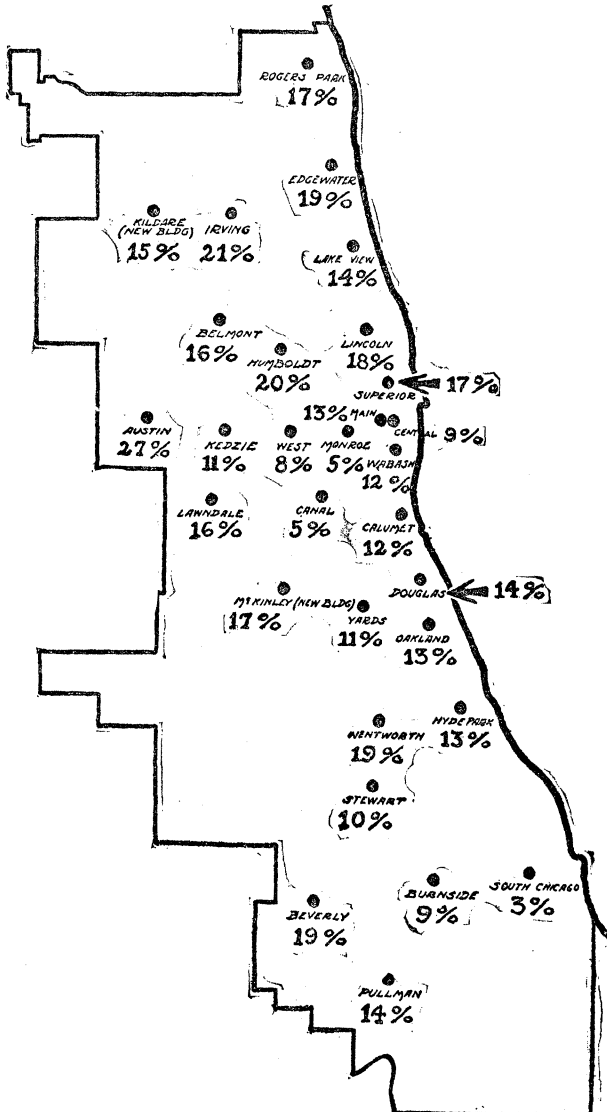 ROGERS PARK
17%
EDGEWATER
19%
KILDARE
(NEW BLDG)
15%
IRVING
21%
LAKE VIEW
14%
BELMONT
16%
HUMBOLDT
20%
LINCOLN
18%
SUPERIOR
17%
13% MAIN
CENTRAL 9%
AUSTIN
27%
KEDZIE
11%
WEST
8%
MONROE
5%
WABASH
12%
LAWNDALE
16%
CANAL
5%
CALUMET
12%
DOUGLAS
14%
McKINLEY (NEW BLDG)
17%
YARDS
11%
OAKLAND
13%
WENTWORTH
19%
HYDE PARK
13%
STEWART
10%
BEVERLY
19%
BURNSIDE
9%
SOUTH CHICAGO
3%
PULLMAN
14%